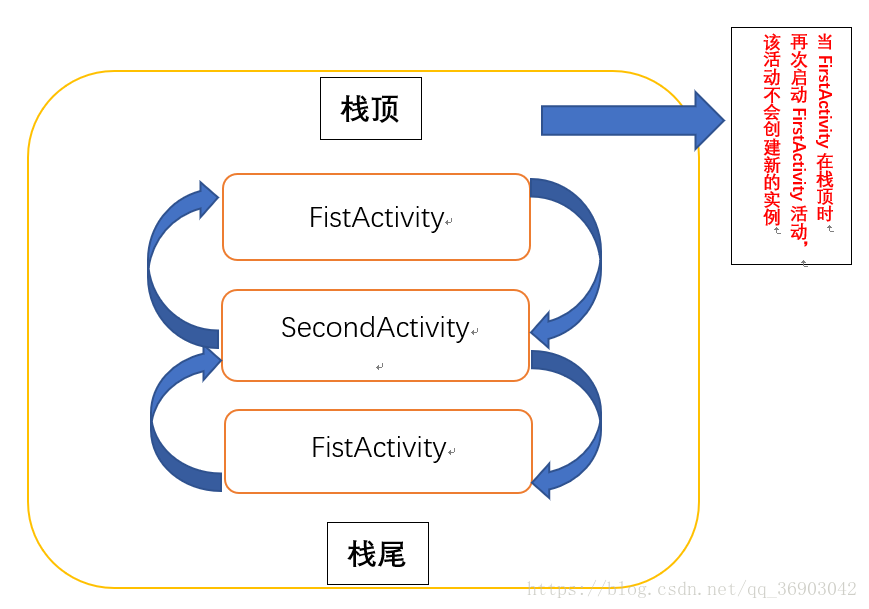 栈顶
FistActivity
SecondActivity
FistActivity
栈尾
当 FirstActivity 在栈顶时
再次启动 FirstActivity 活动，
该活动不会创建新的实例
https://blog.csdn.net/qq_36903042